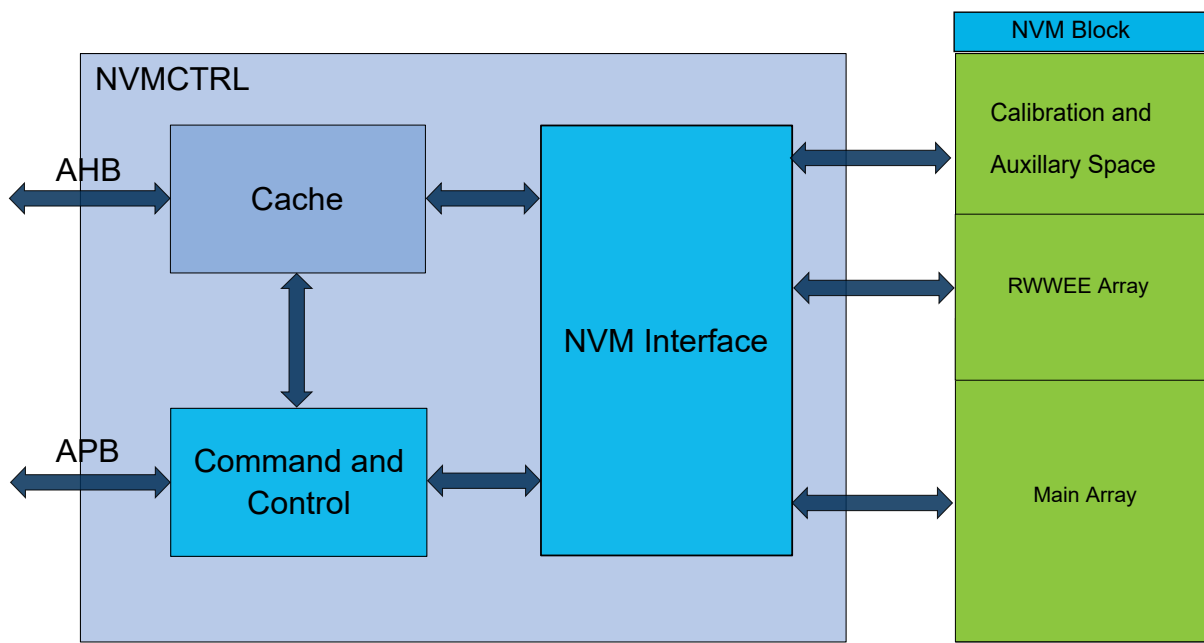 NVM Block
NVMCTRL
Calibration and
Auxillary Space
AHB
Cache
RWWEE Array
NVM Interface
APB
Command and
Control
Main Array